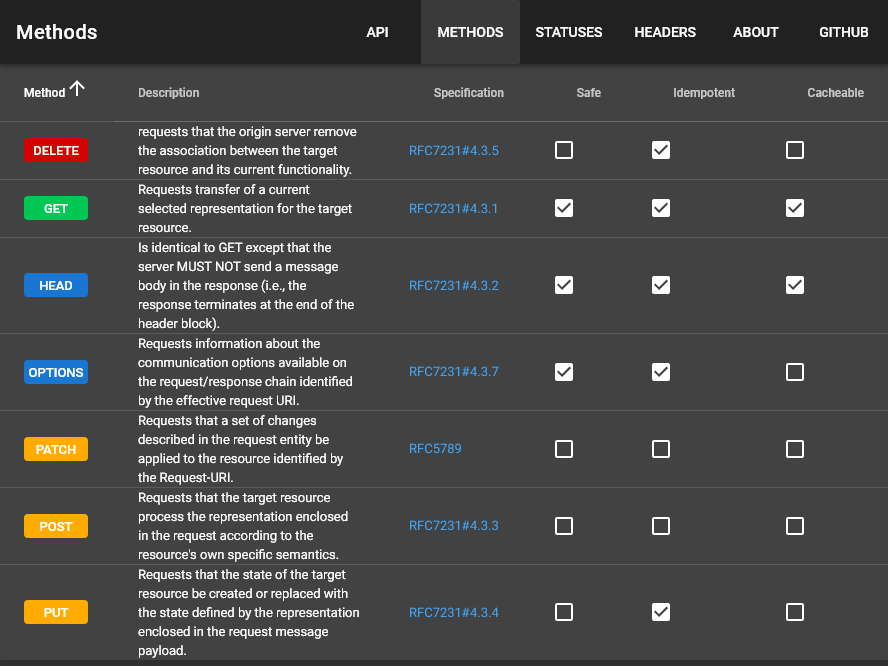 Methods
API METHODS STATUSES HEADERS ABOUT GITHUB
Method Description Specification Safe Idempotent Cacheable
DELETE
requests that the origin server remove
the association between the target
resource and its current functionality.
RFC7231#4.3.5
GET
Requests transfer of a current
selected representation for the target
resource.
RFC7231#4.3.1
HEAD
Is identical to GET except that the
server MUST NOT send a message
body in the response (i.e., the
response terminates at the end of the
header block).
RFC7231#4.3.2
OPTIONS
Requests information about the
communication options available on
the request/response chain identified
by the effective request URI.
RFC7231#4.3.7
PATCH
Requests that a set of changes
described in the request entity be
applied to the resource identified by
the Request-URI.
RFC5789
POST
Requests that the target resource
process the representation enclosed
in the request according to the
resource's own specific semantics.
RFC7231#4.3.3
PUT
Requests that the state of the target
resource be created or replaced with
the state defined by the representation
enclosed in the request message
payload.
RFC7231#4.3.4